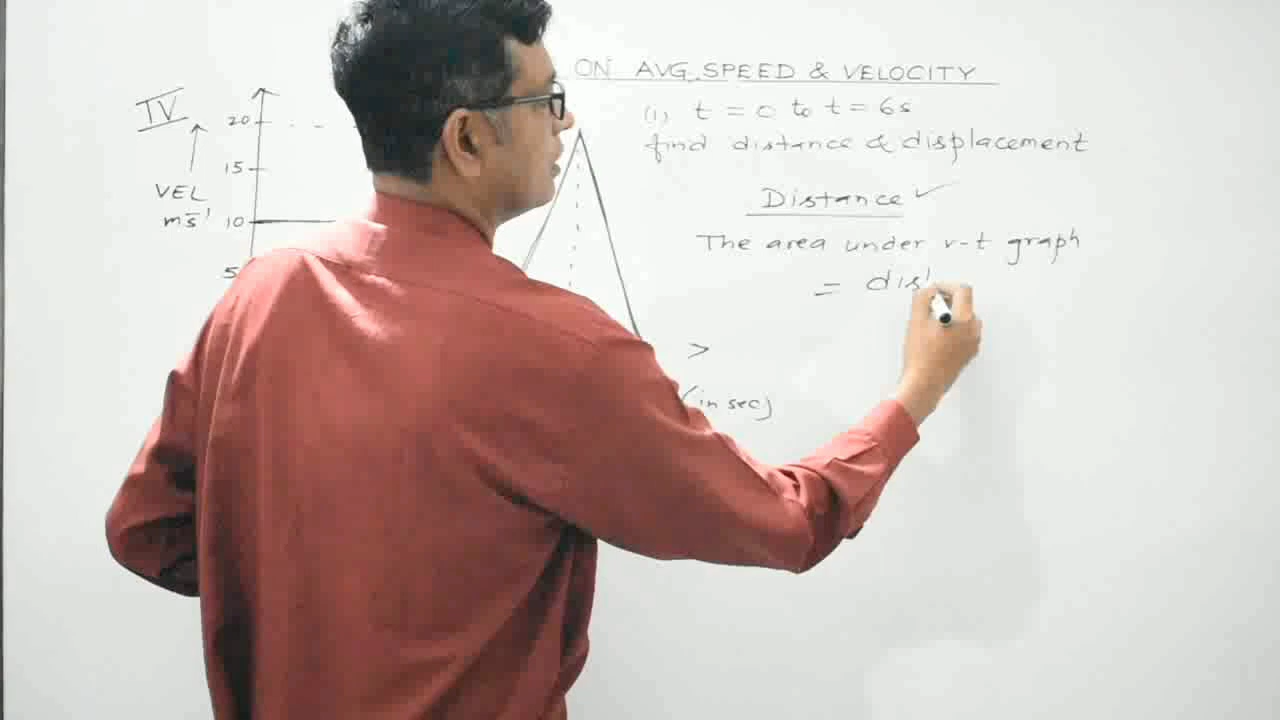 ON AVG. SPEED & VELOCITY
IV
(1) t = 0 to t = 6s
find distance & displacement
20
15
VEL
ms⁻¹
10
5
Distance ✓
The area under v-t graph
= dis
>
(in sec)